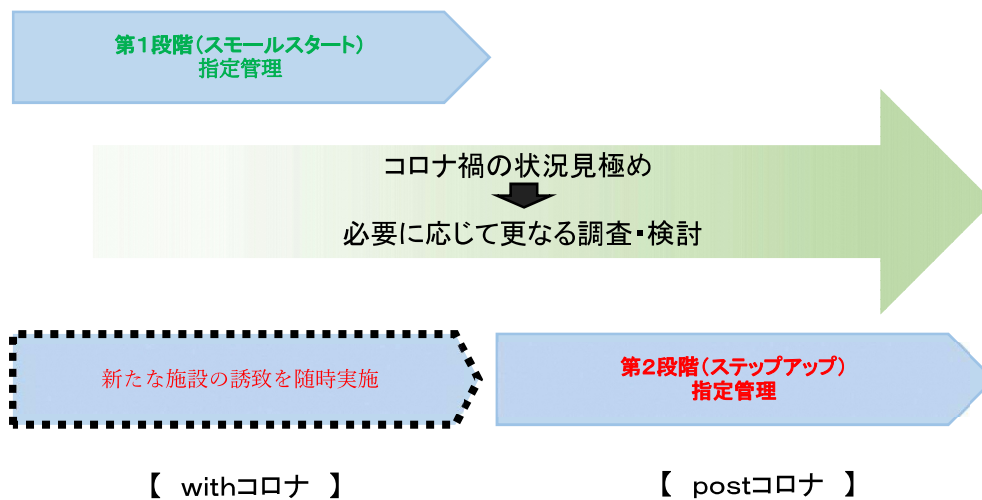 第1段階(スモールスタート)
指定管理
コロナ禍の状況見極め
必要に応じて更なる調査・検討
新たな施設の誘致を随時実施
第2段階(ステップアップ)
指定管理
【 withコロナ 】
【 postコロナ 】